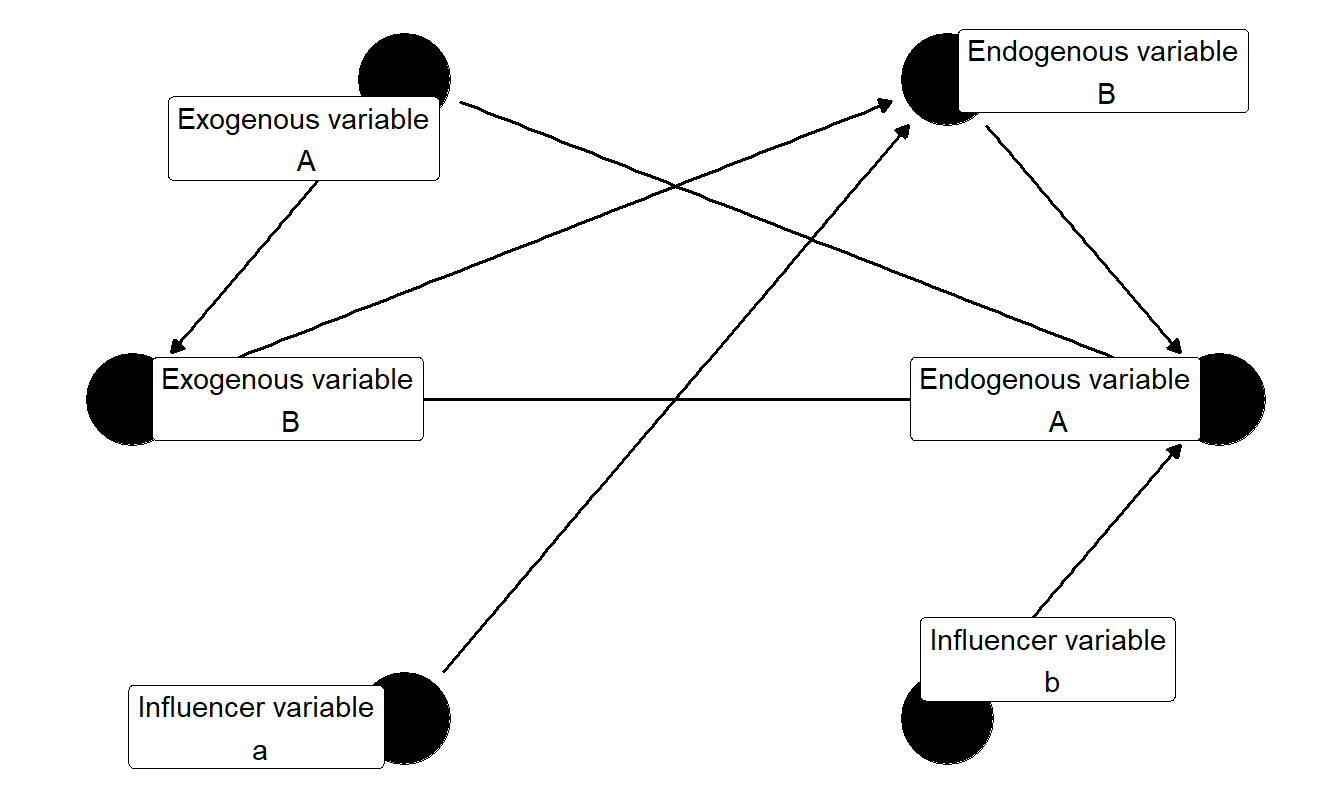 Exogenous variable
A
Endogenous variable
B
Exogenous variable
B
Endogenous variable
A
Influencer variable
a
Influencer variable
b